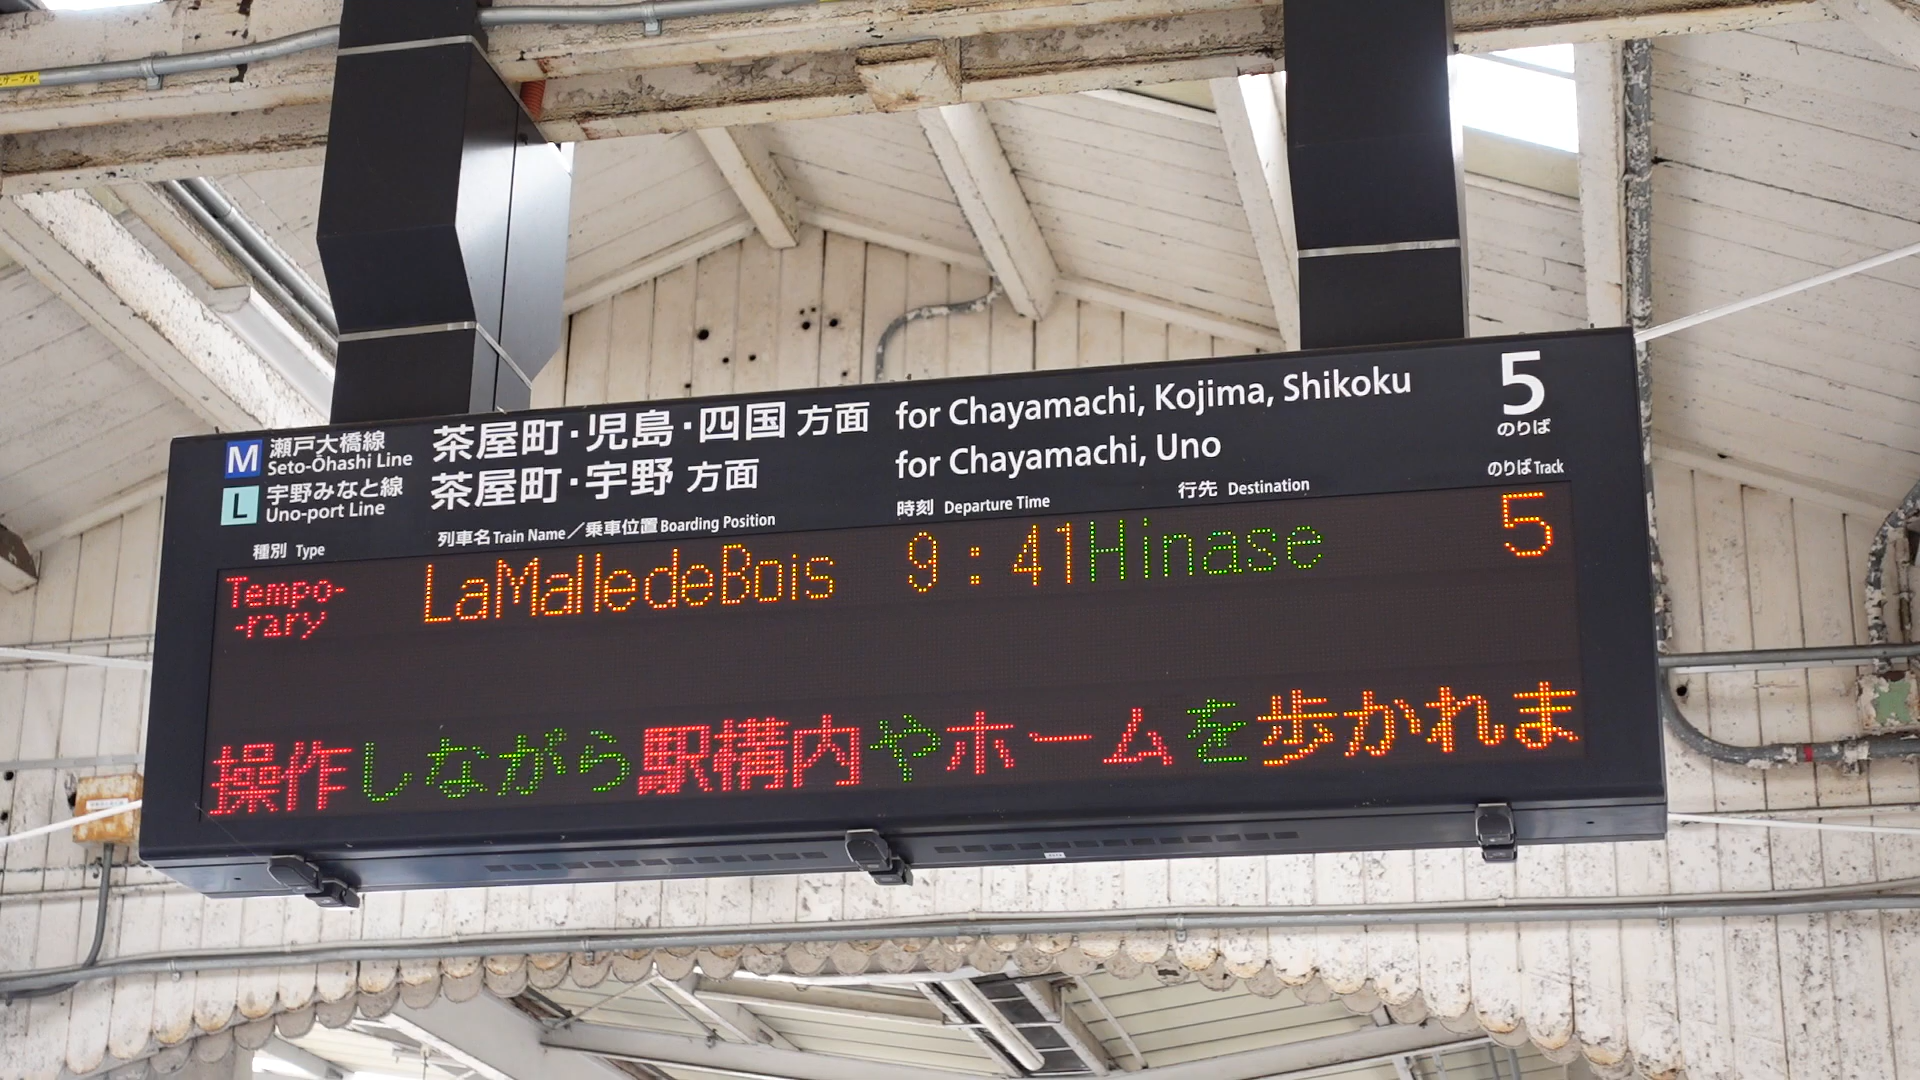 M 瀬戸大橋線 茶屋町・児島・四国 方面 for Chayamachi, Kojima, Shikoku 5
Seto-Ōhashi Line のりば
L 宇野みなと線 茶屋町・宇野 方面 for Chayamachi, Uno
Uno-port Line
種別 Type 列車名 Train Name／乗車位置 Boarding Position 時刻 Departure Time 行先 Destination のりば Track
Tempo- LaMalledeBois 9:41 Hinase 5
-rary
操作しながら駅構内やホームを歩かれま